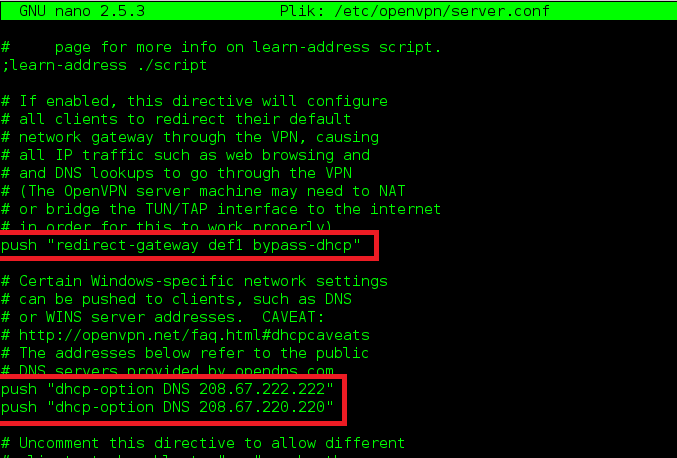 GNU nano 2.5.3 Plik: /etc/openvpn/server.conf
# page for more info on learn-address script.
;learn-address ./script
# If enabled, this directive will configure
# all clients to redirect their default
# network gateway through the VPN, causing
# all IP traffic such as web browsing and
# and DNS lookups to go through the VPN
# (The OpenVPN server machine may need to NAT
# or bridge the TUN/TAP interface to the internet
# in order for this to work properly)
push "redirect-gateway def1 bypass-dhcp"
# Certain Windows-specific network settings
# can be pushed to clients, such as DNS
# or WINS server addresses. CAVEAT:
# http://openvpn.net/faq.html#dhcpcaveats
# The addresses below refer to the public
# DNS servers provided by opendns.com
push "dhcp-option DNS 208.67.222.222"
push "dhcp-option DNS 208.67.220.220"
# Uncomment this directive to allow different